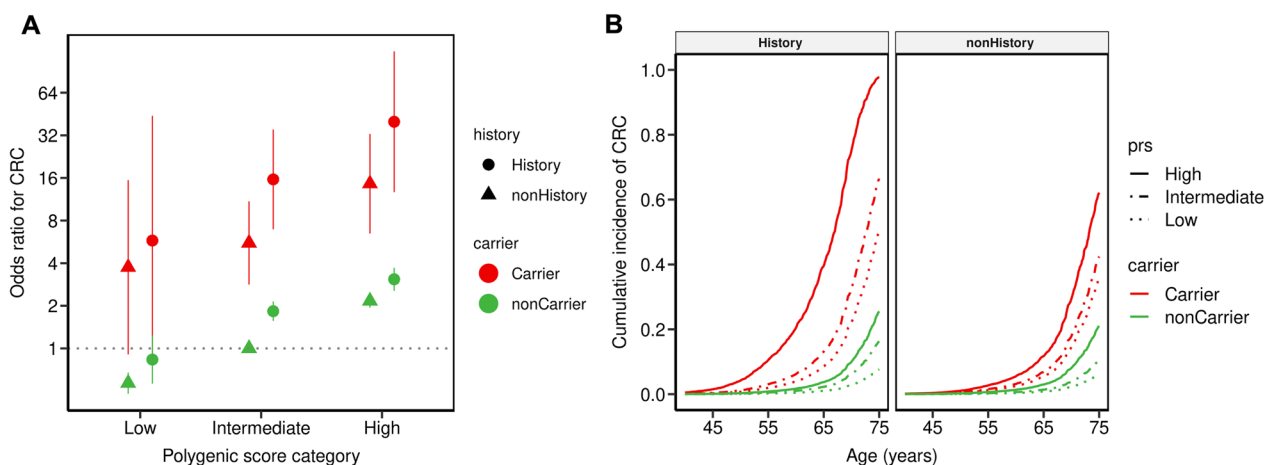 A
Odds ratio for CRC
64
32
16
8
4
2
1
Low
Intermediate
High
Polygenic score category
history
History
nonHistory
carrier
Carrier
nonCarrier
B
History
nonHistory
Cumulative incidence of CRC
1.0
0.8
0.6
0.4
0.2
0.0
45
55
65
75
45
55
65
75
Age (years)
prs
High
Intermediate
Low
carrier
Carrier
nonCarrier